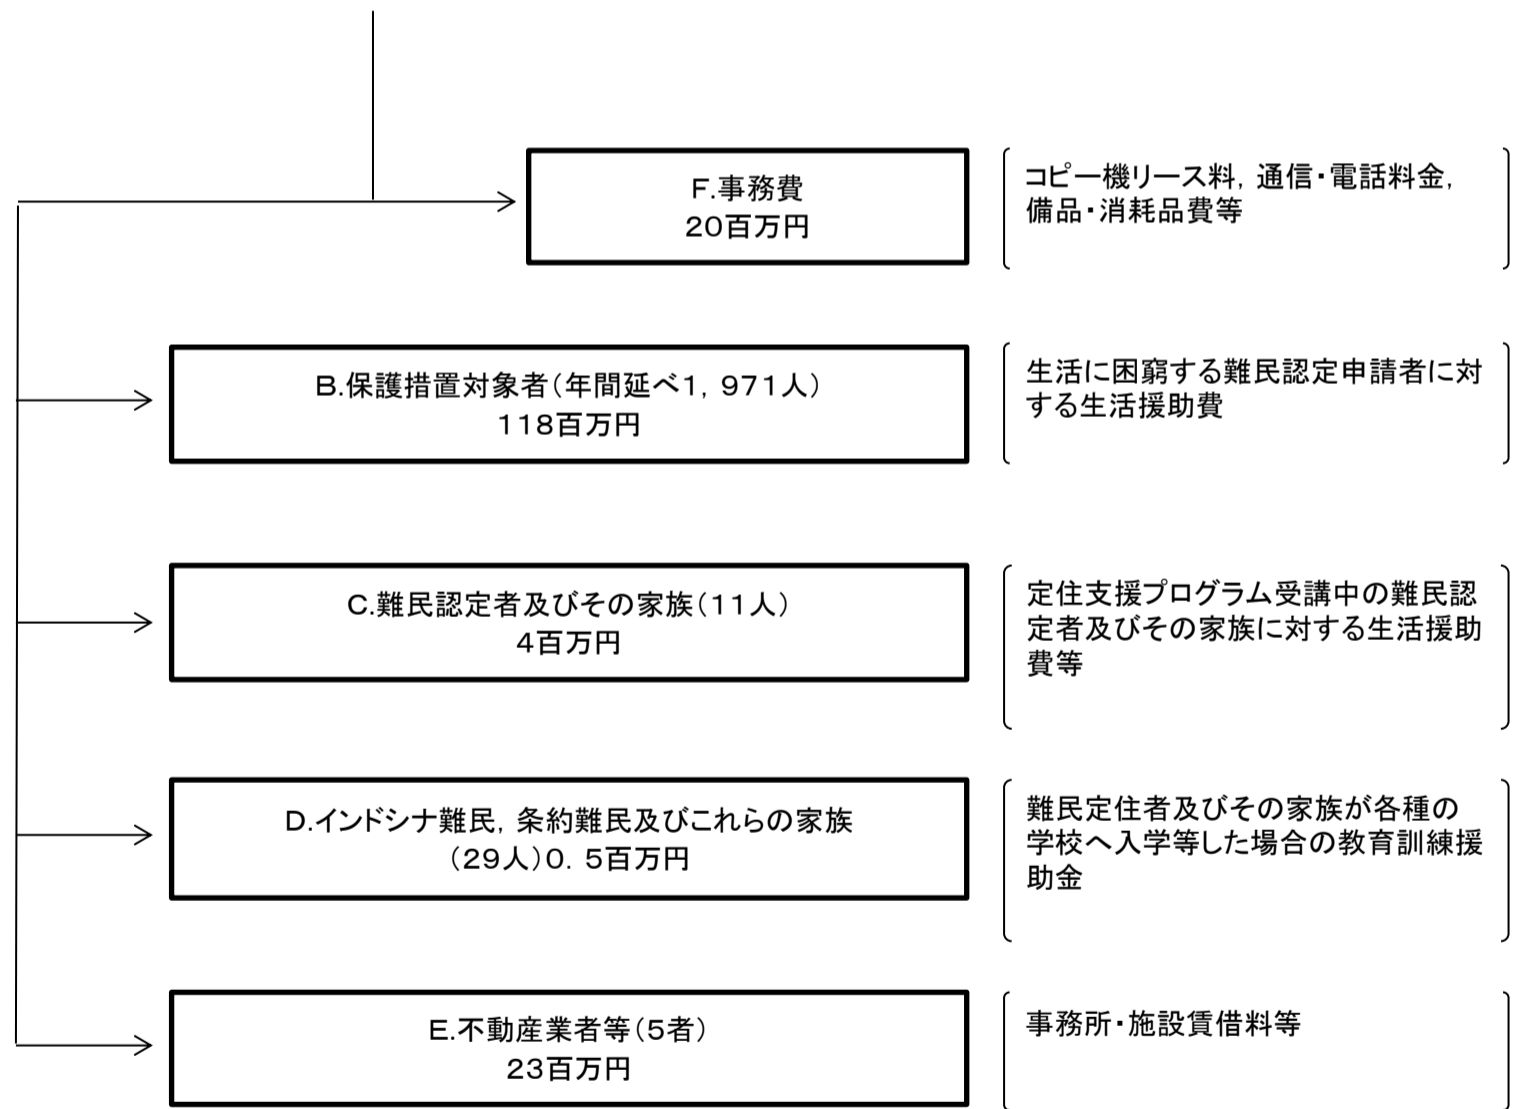 F.事務費
20百万円
コピー機リース料, 通信・電話料金,
備品・消耗品費等
B.保護措置対象者(年間延べ1, 971人)
118百万円
生活に困窮する難民認定申請者に対
する生活援助費
C.難民認定者及びその家族(11人)
4百万円
定住支援プログラム受講中の難民認
定者及びその家族に対する生活援助
費等
D.インドシナ難民, 条約難民及びこれらの家族
(29人)0. 5百万円
難民定住者及びその家族が各種の
学校へ入学等した場合の教育訓練援
助金
E.不動産業者等(5者)
23百万円
事務所・施設賃借料等